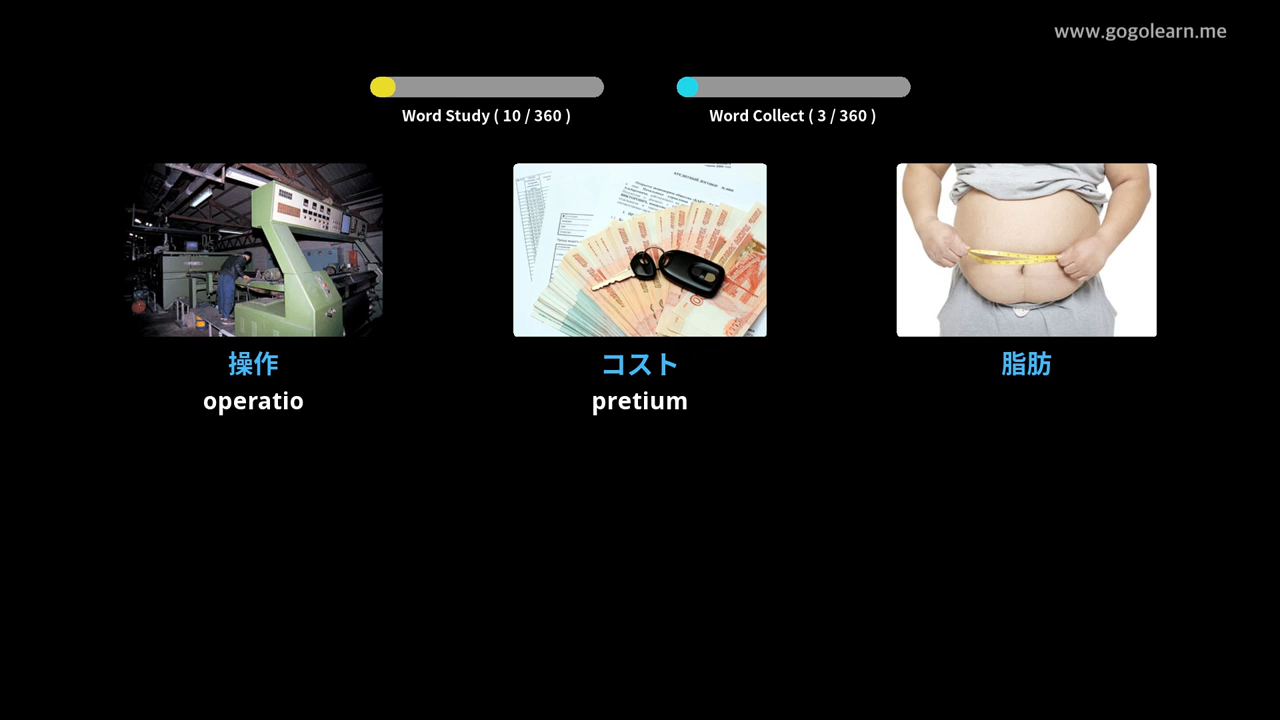 www.gogolearn.me
Word Study ( 10 / 360 )
Word Collect ( 3 / 360 )
操作
operatio
コスト
pretium
脂肪